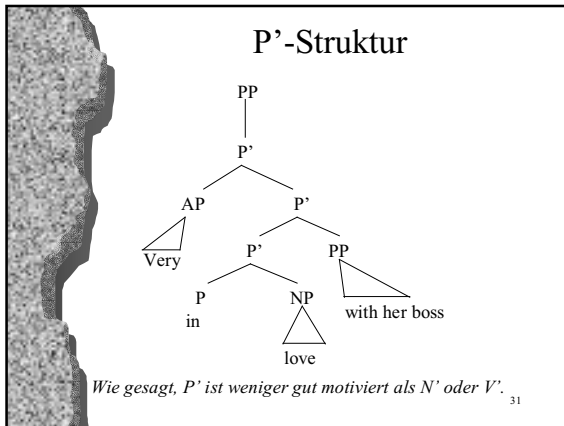 P’-Struktur
PP
P’
AP P’
Very P’ PP
P NP with her boss
in
love
Wie gesagt, P’ ist weniger gut motiviert als N’ oder V’.
31